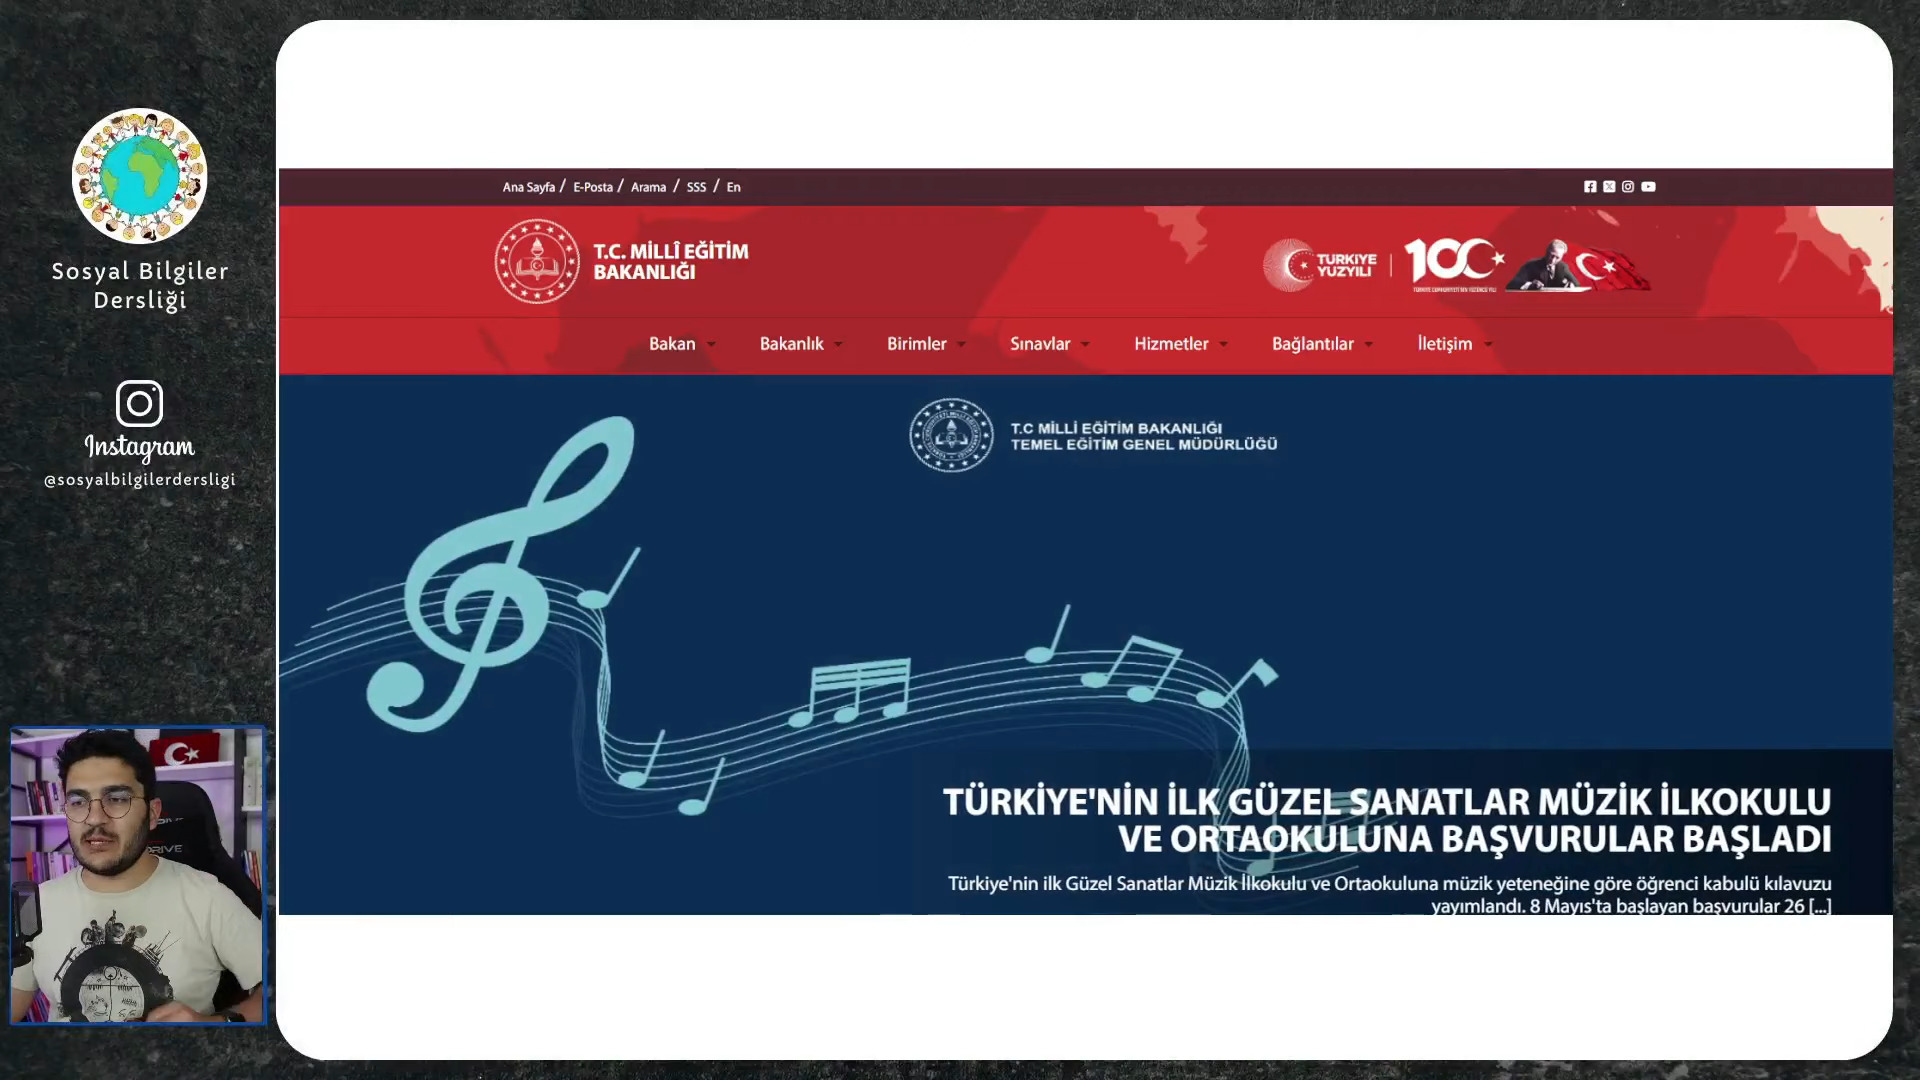 Sosyal Bilgiler
Dersliği
Instagram
@sosyalbilgilerdersligi
Ana Sayfa / E-Posta / Arama / SSS / En
T.C. MİLLÎ EĞİTİM
BAKANLIĞI
TÜRKİYE
YÜZYILI
100
Bakan
Bakanlık
Birimler
Sınavlar
Hizmetler
Bağlantılar
İletişim
T.C MİLLİ EĞİTİM BAKANLIĞI
TEMEL EĞİTİM GENEL MÜDÜRLÜĞÜ
TÜRKİYE'NİN İLK GÜZEL SANATLAR MÜZİK İLKOKULU
VE ORTAOKULUNA BAŞVURULAR BAŞLADI
Türkiye'nin ilk Güzel Sanatlar Müzik İlkokulu ve Ortaokuluna müzik yeteneğine göre öğrenci kabulü kılavuzu
yayımlandı. 8 Mayıs'ta başlayan başvurular 26 [...]